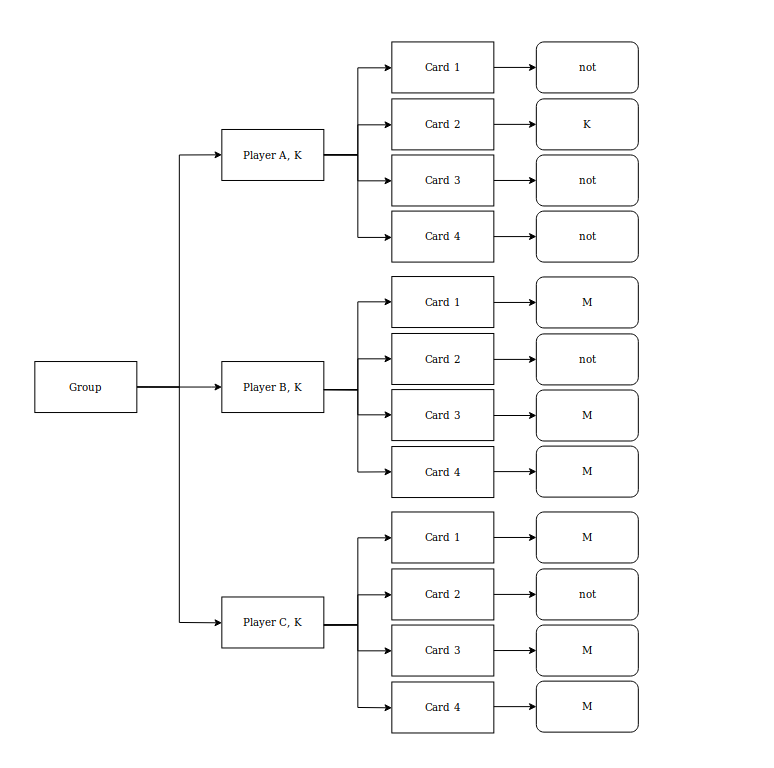 Group
Player A, K
Card 1
not
Card 2
K
Card 3
not
Card 4
not
Player B, K
Card 1
M
Card 2
not
Card 3
M
Card 4
M
Player C, K
Card 1
M
Card 2
not
Card 3
M
Card 4
M